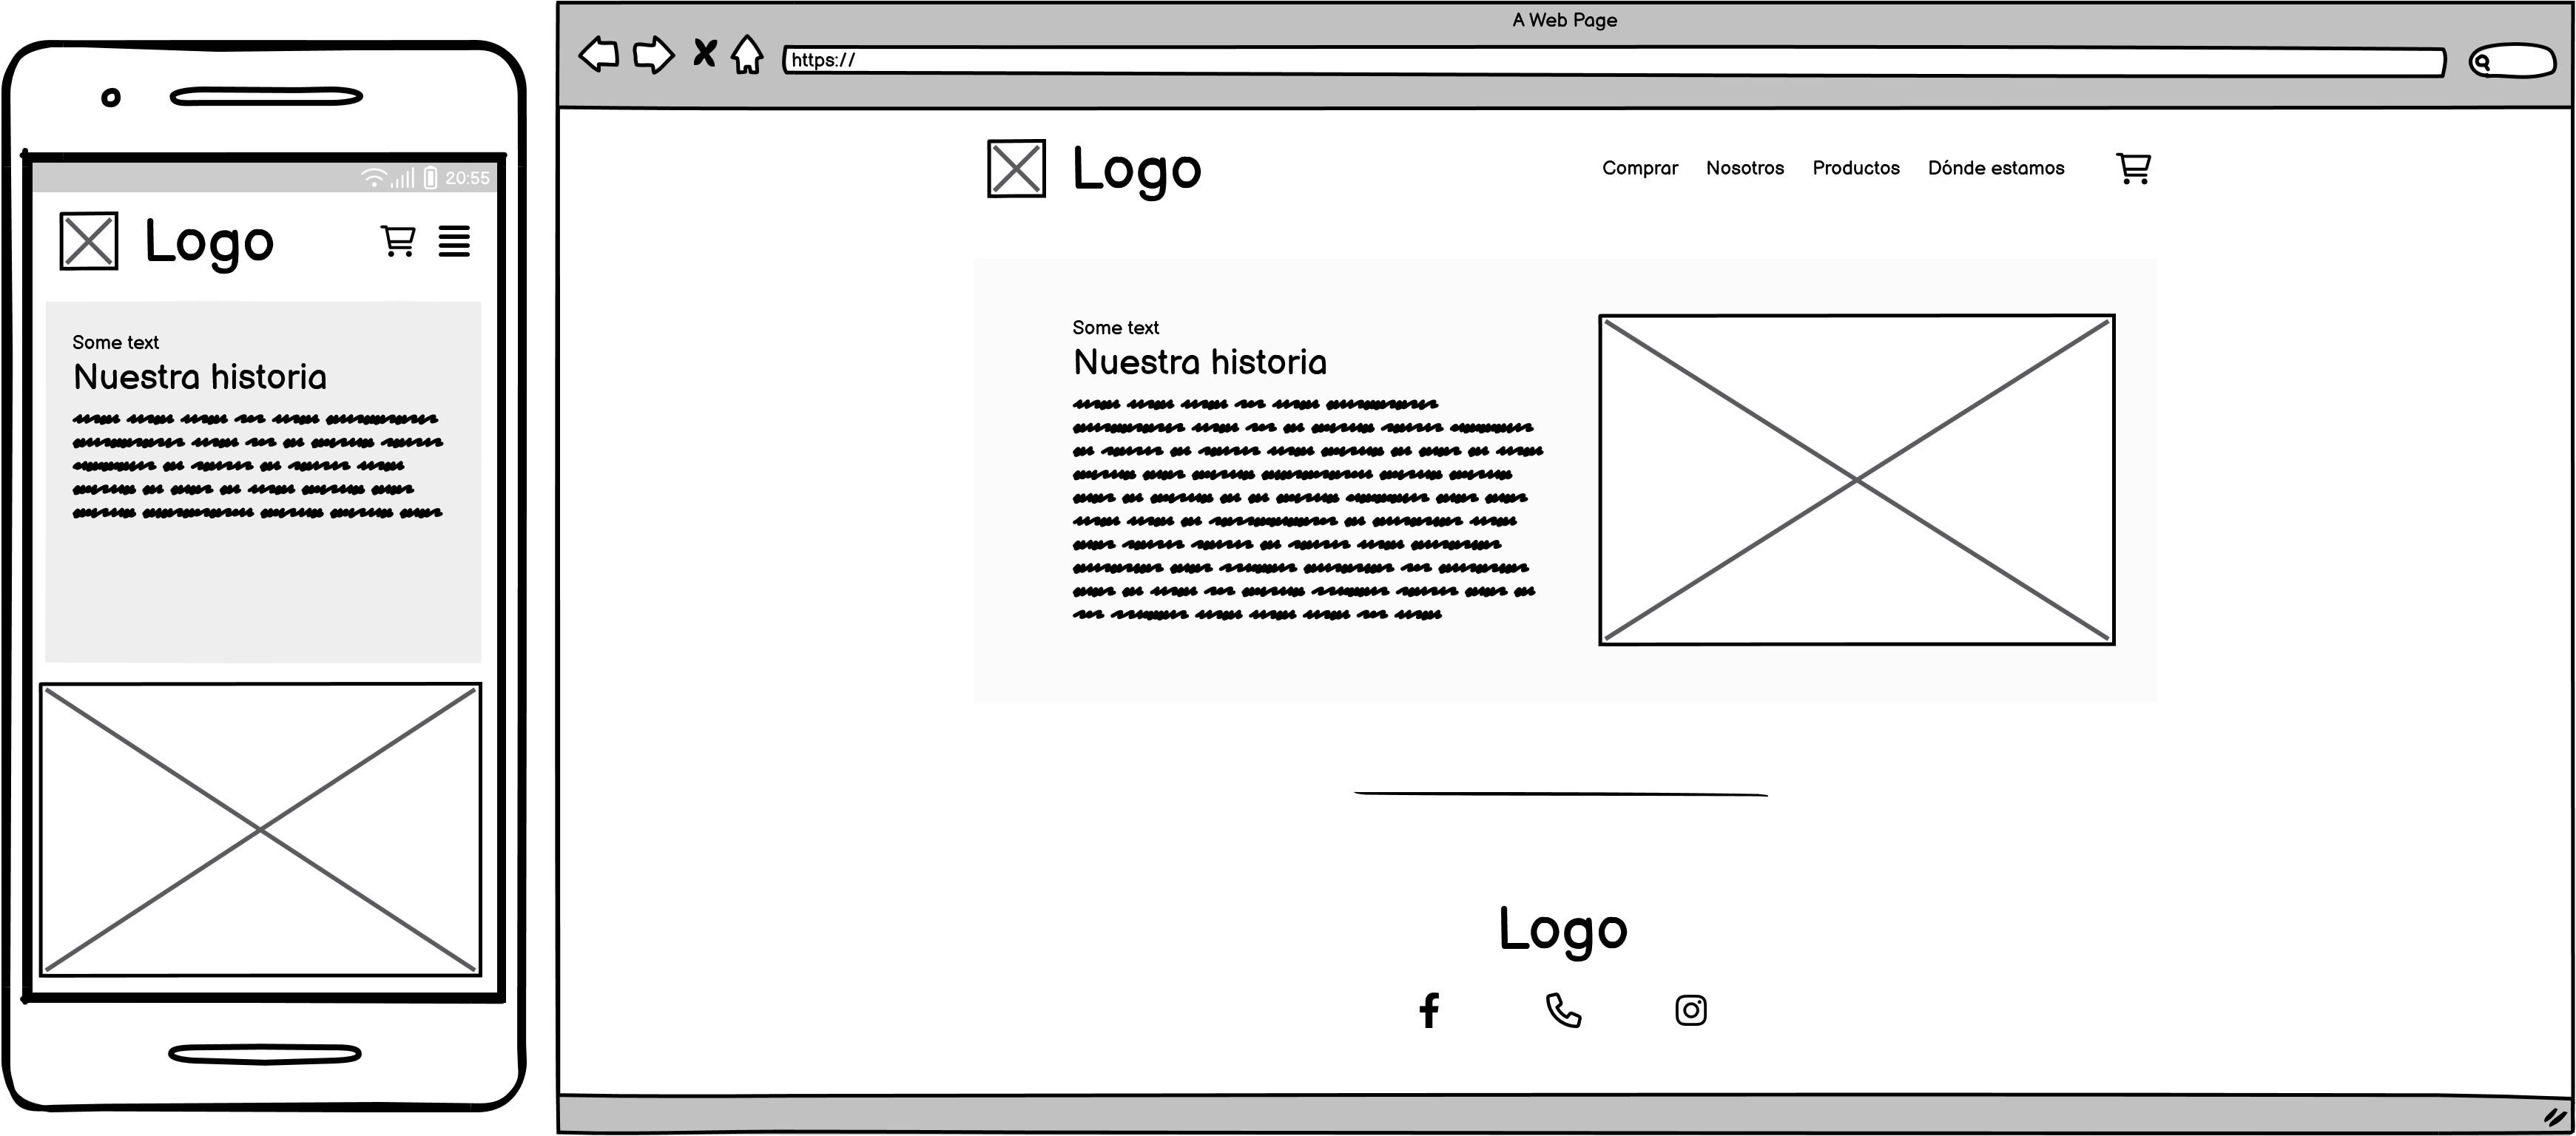 20:55
Logo
Some text
Nuestra historia
A Web Page
https://
Logo
Comprar Nosotros Productos Dónde estamos
Some text
Nuestra historia
Logo